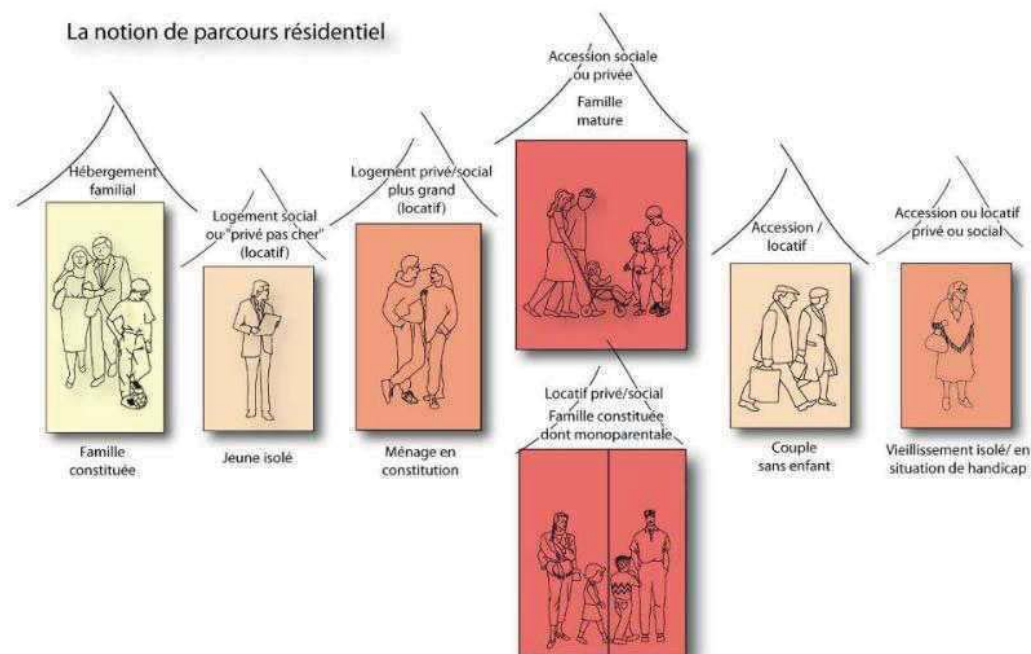 La notion de parcours résidentiel
Hébergement
familial
Famille
constituée
Logement social
ou "privé pas cher"
(locatif)
Jeune isolé
Logement privé/social
plus grand
(locatif)
Ménage en
constitution
Accession sociale
ou privée
Famille
mature
Locatif privé/social
Famille constituée
dont monoparentale
Accession /
locatif
Couple
sans enfant
Accession ou locatif
privé ou social
Vieillissement isolé/ en
situation de handicap